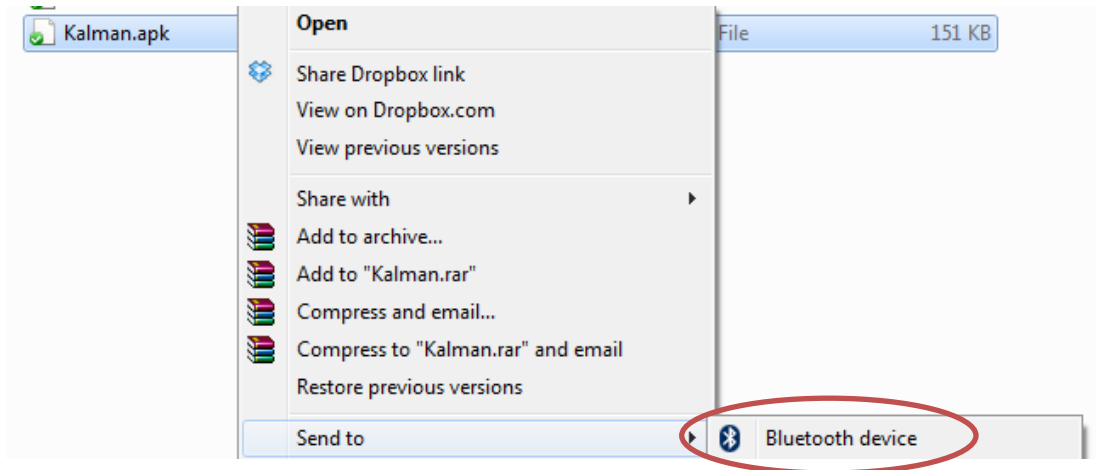 Kalman.apk
Open
File
151 KB
Share Dropbox link
View on Dropbox.com
View previous versions
Share with
Add to archive...
Add to "Kalman.rar"
Compress and email...
Compress to "Kalman.rar" and email
Restore previous versions
Send to
Bluetooth device